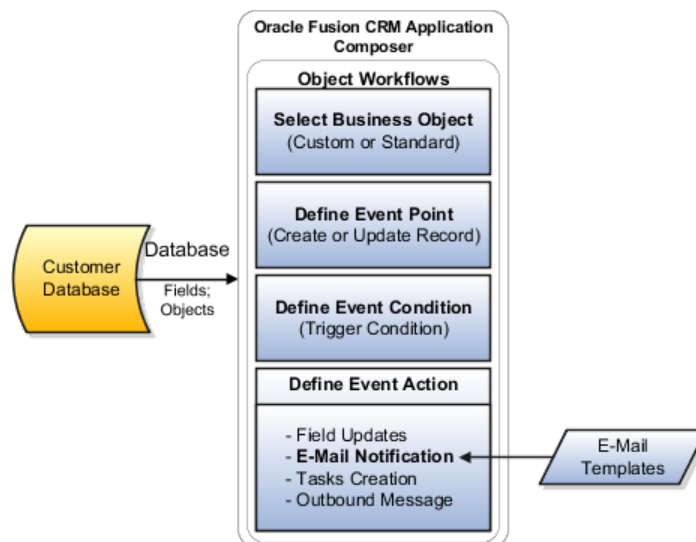 Oracle Fusion CRM Application
Composer
Object Workflows
Select Business Object
(Custom or Standard)
Define Event Point
(Create or Update Record)
Customer
Database
Database
Fields;
Objects
Define Event Condition
(Trigger Condition)
Define Event Action
- Field Updates
- E-Mail Notification
- Tasks Creation
- Outbound Message
E-Mail
Templates